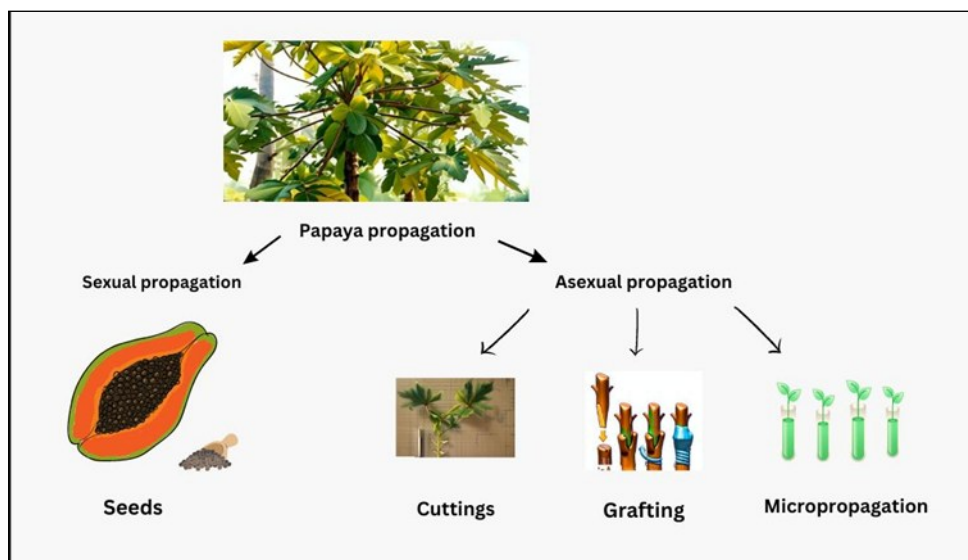 Papaya propagation
Sexual propagation
Asexual propagation
Seeds
Cuttings
Grafting
Micropropagation